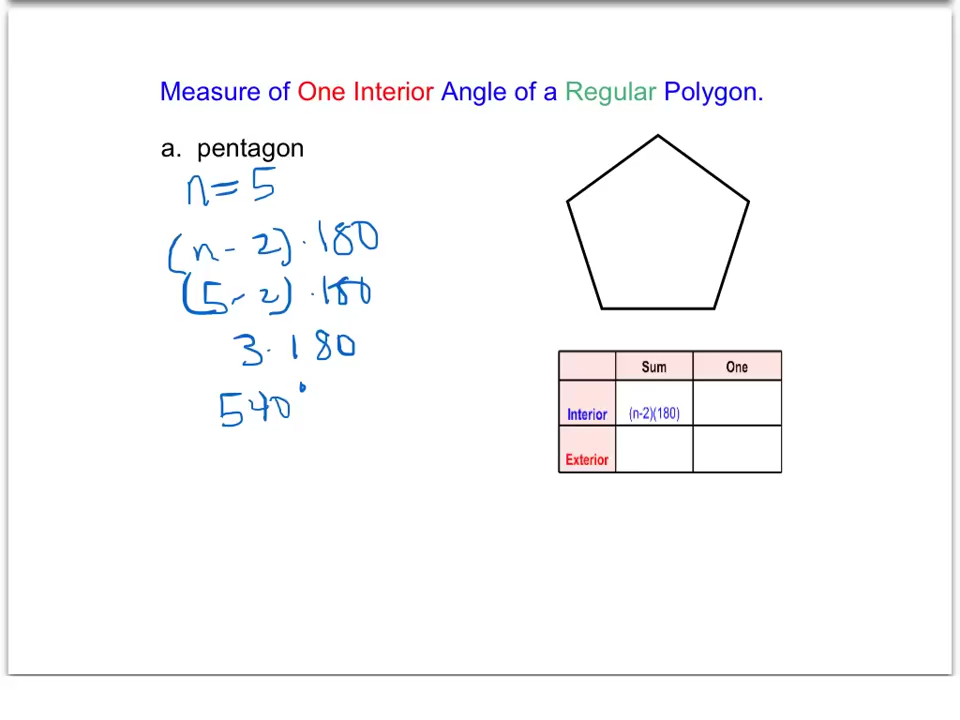 Measure of One Interior Angle of a Regular Polygon.
a. pentagon
n = 5
(n - 2) · 180
(5 - 2) · 180
3 · 180
540°
Sum One
Interior (n-2)(180)
Exterior